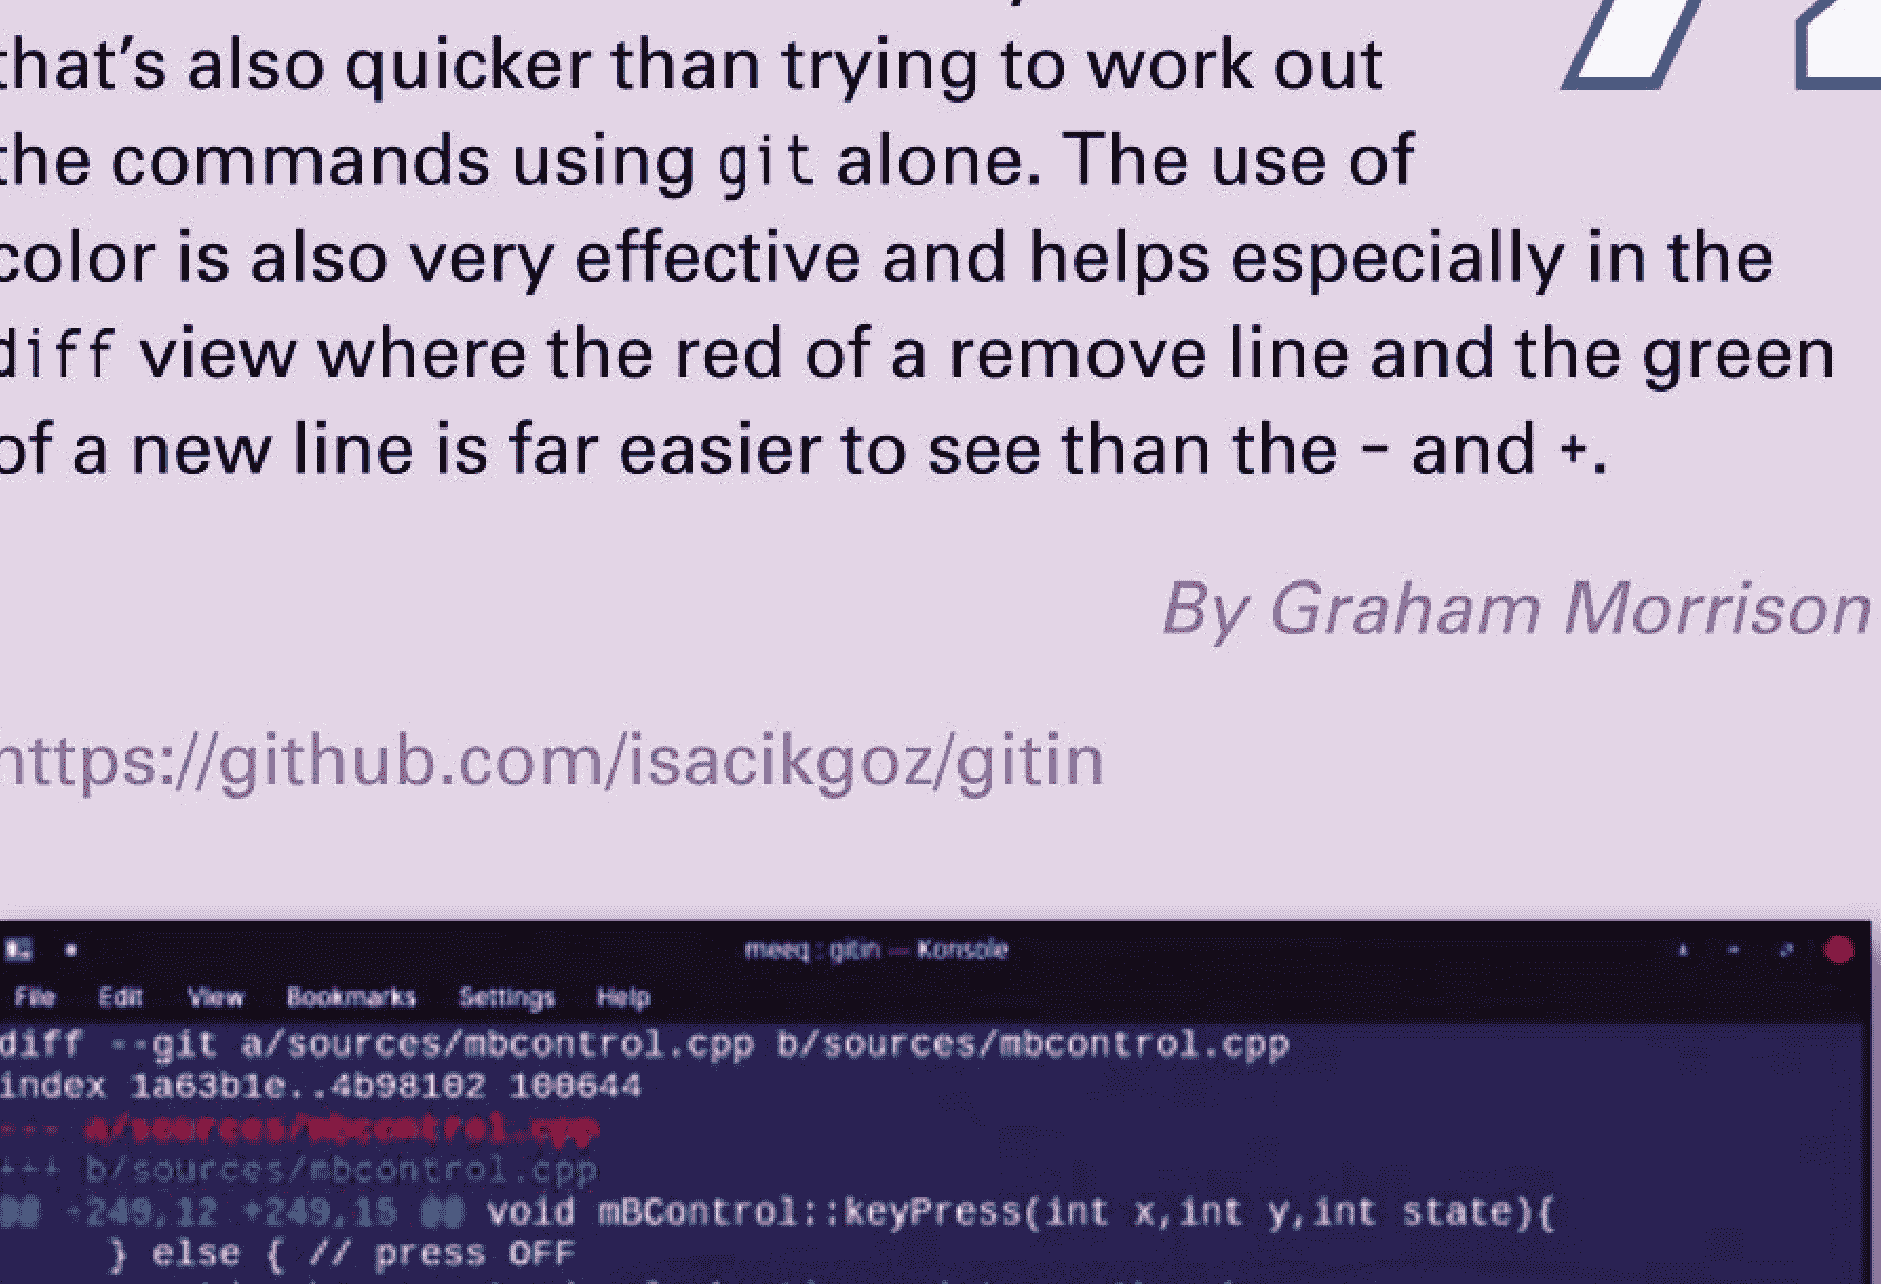 that's also quicker than trying to work out
the commands using git alone. The use of
color is also very effective and helps especially in the
diff view where the red of a remove line and the green
of a new line is far easier to see than the - and +.
By Graham Morrison
https://github.com/isacikgoz/gitin
meeq : gitin — Konsole
File Edit View Bookmarks Settings Help
diff --git a/sources/mbcontrol.cpp b/sources/mbcontrol.cpp
index 1a63b1e..4b98102 100644
--- a/sources/mbcontrol.cpp
+++ b/sources/mbcontrol.cpp
@@ -249,12 +249,15 @@ void mBControl::keyPress(int x,int y,int state){
} else { // press OFF